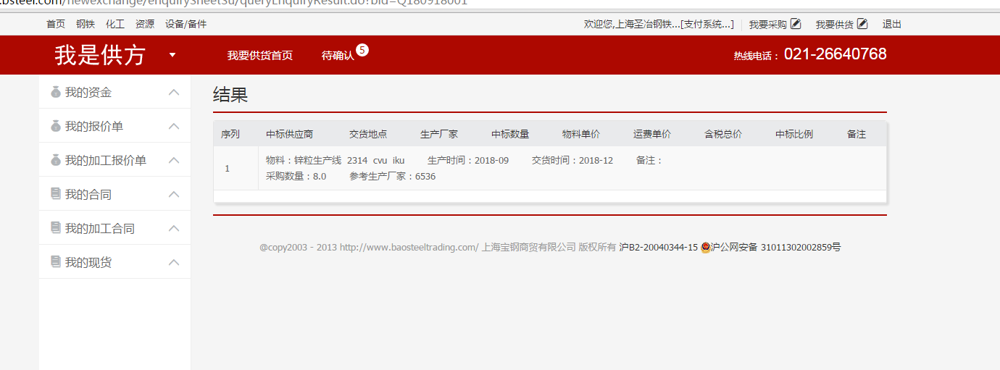 .bsteel.com/newexchange/enquirySheetSd/queryEnquiryResult.do?bid=Q180918001
首页 钢铁 化工 资源 设备/备件 欢迎您,上海圣冶钢铁...[支付系统...] 我要采购 我要供货 退出
我是供方 我要供货首页 待确认 5 热线电话： 021-26640768
我的资金
我的报价单
我的加工报价单
我的合同
我的加工合同
我的现货
结果
序列 中标供应商 交货地点 生产厂家 中标数量 物料单价 运费单价 含税总价 中标比例 备注
1 物料：锌粒生产线 2314 cvu iku 生产时间：2018-09 交货时间：2018-12 备注：
采购数量：8.0 参考生产厂家：6536
@copy2003 - 2013 http://www.baosteeltrading.com/ 上海宝钢商贸有限公司 版权所有 沪B2-20040344-15 沪公网安备 31011302002859号